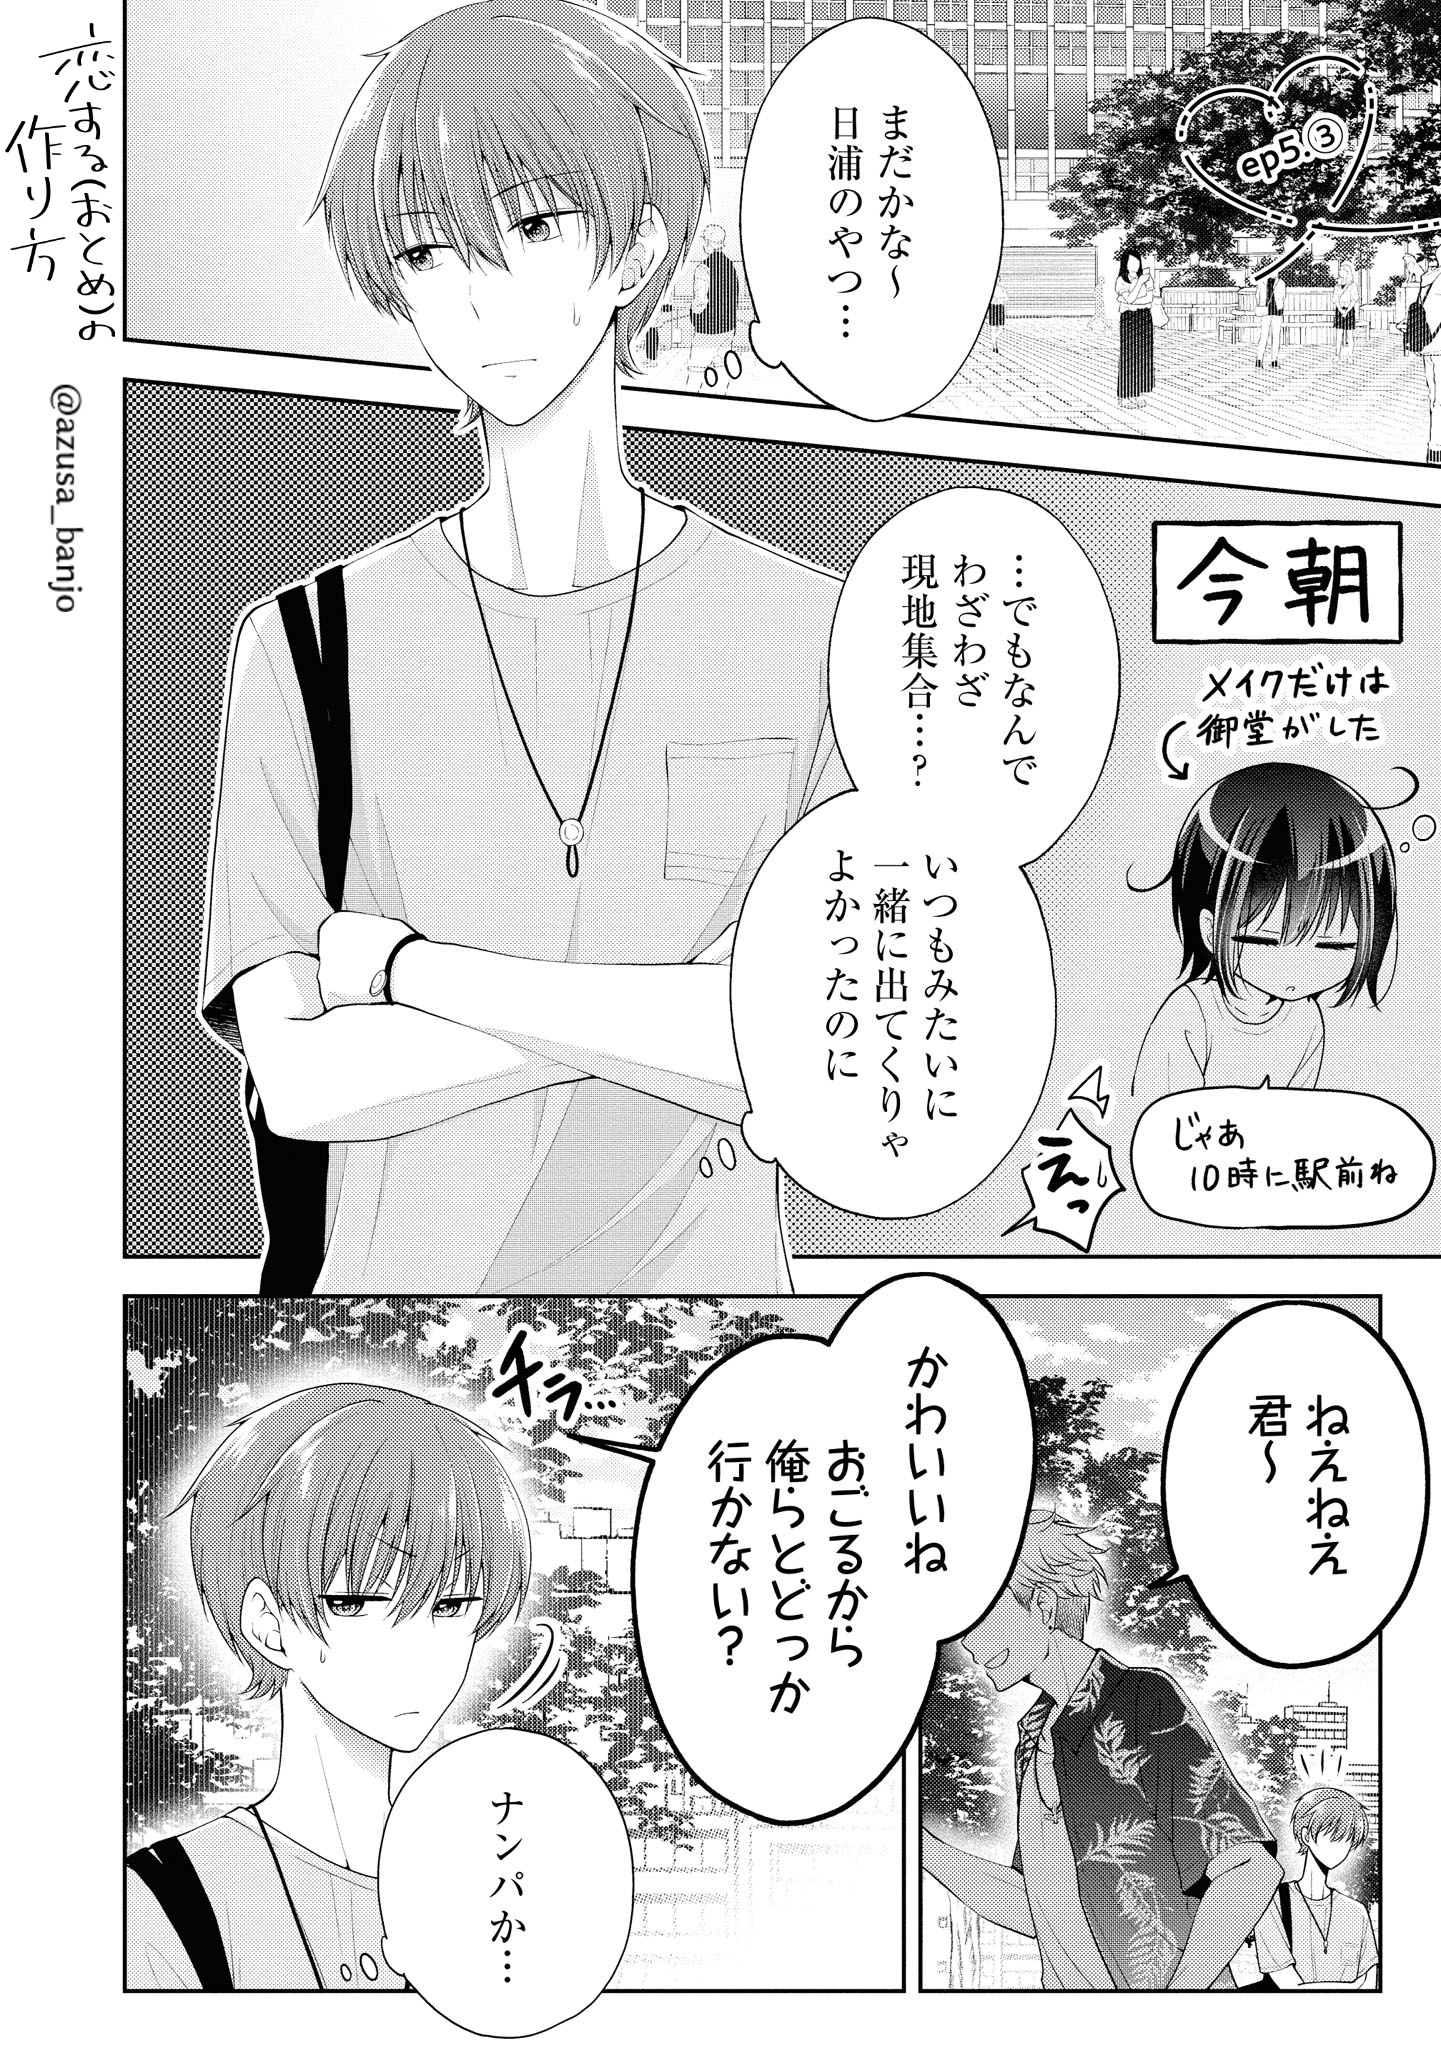 恋する(おとめ)の
作り方
@azusa_banjo
ep5.③
まだかな〜
日浦のやつ…
今朝
メイクだけは
御堂がした
…でもなんで
わざわざ
現地集合…?
いつもみたいに
一緒に出てくりゃ
よかったのに
じゃあ
10時に駅前ね
えっ
ねえねえ
君〜
かわいいね
おごるから
俺らとどっか
行かない?
チラ…
ナンパか…